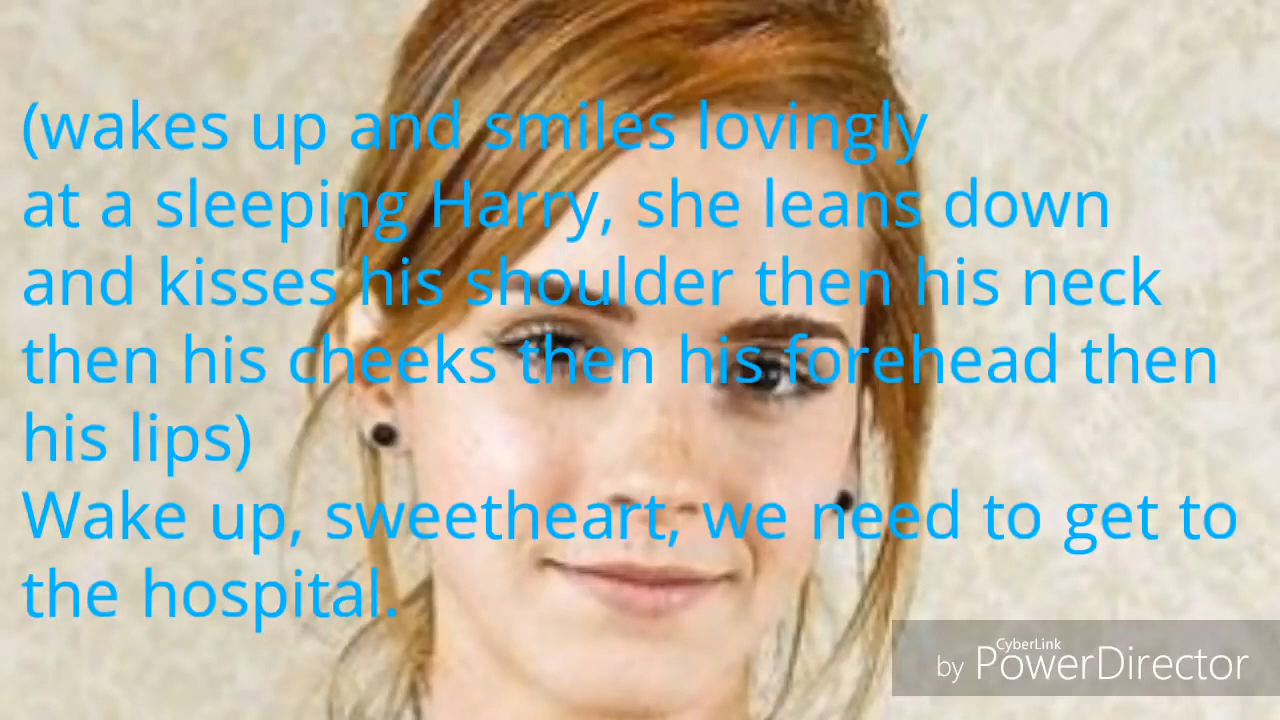 (wakes up and smiles lovingly
at a sleeping Harry, she leans down
and kisses his shoulder then his neck
then his cheeks then his forehead then
his lips)
Wake up, sweetheart, we need to get to
the hospital.
CyberLink
by PowerDirector